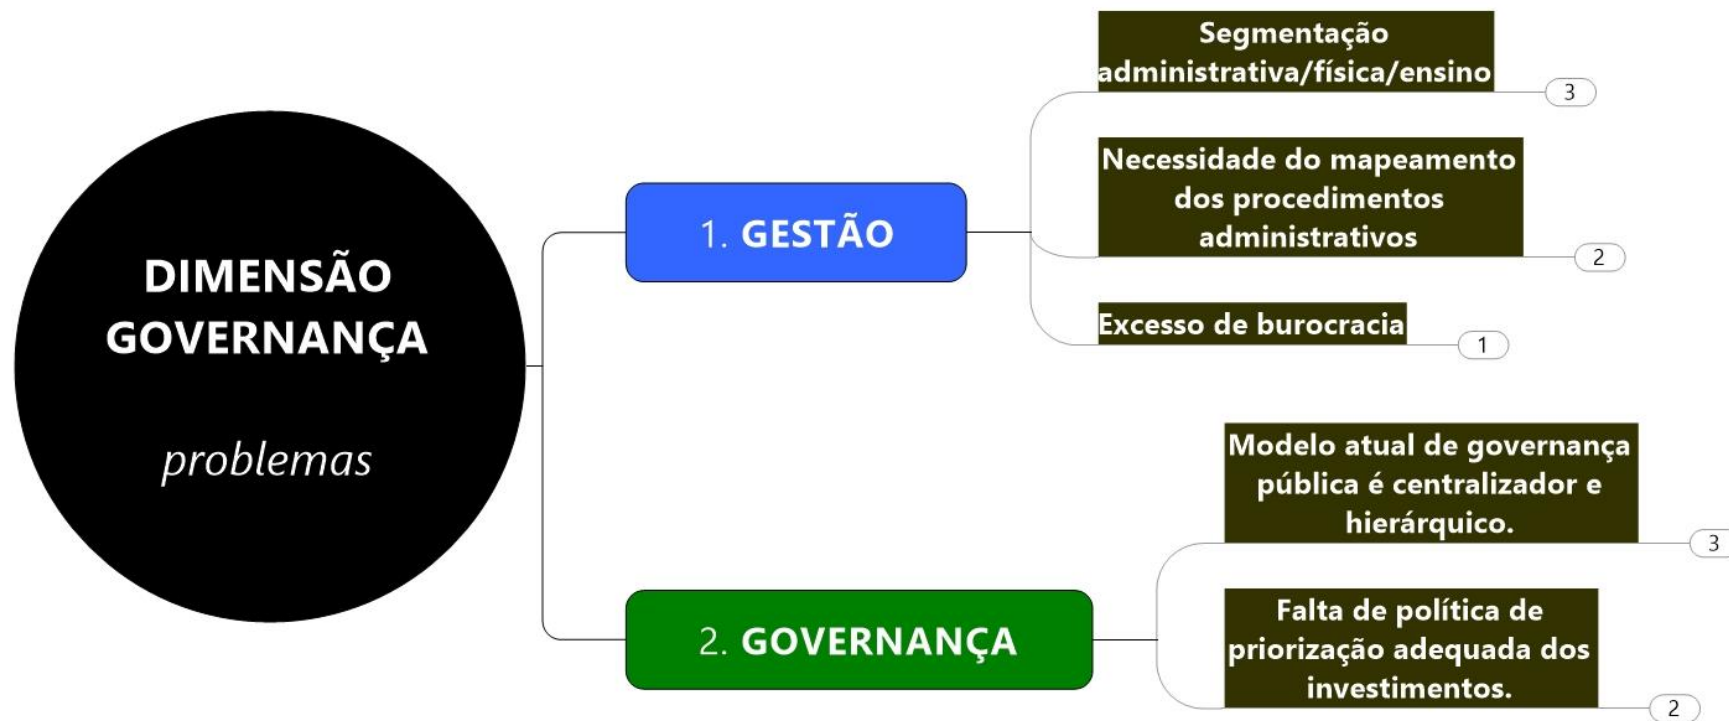 DIMENSÃO
GOVERNANÇA
problemas
1. GESTÃO
Segmentação
administrativa/física/ensino
3
Necessidade do mapeamento
dos procedimentos
administrativos
2
Excesso de burocracia
1
2. GOVERNANÇA
Modelo atual de governança
pública é centralizador e
hierárquico.
3
Falta de política de
priorização adequada dos
investimentos.
2